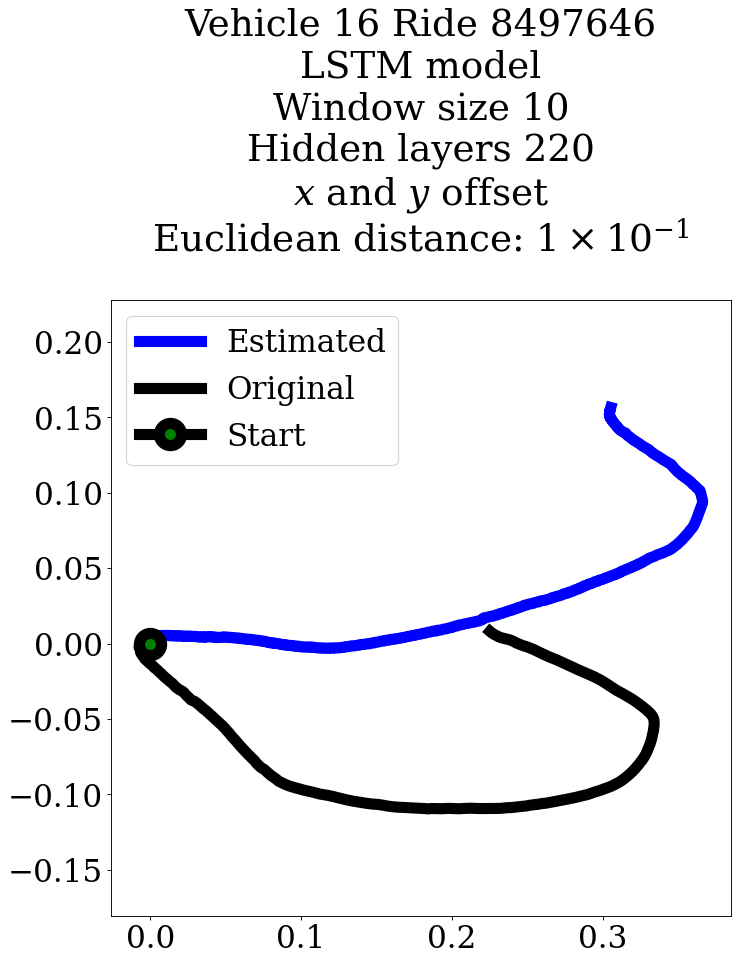 Vehicle 16 Ride 8497646
LSTM model
Window size 10
Hidden layers 220
x and y offset
Euclidean distance: 1 × 10⁻¹
Estimated
Original
Start
0.20
0.15
0.10
0.05
0.00
−0.05
−0.10
−0.15
0.0 0.1 0.2 0.3